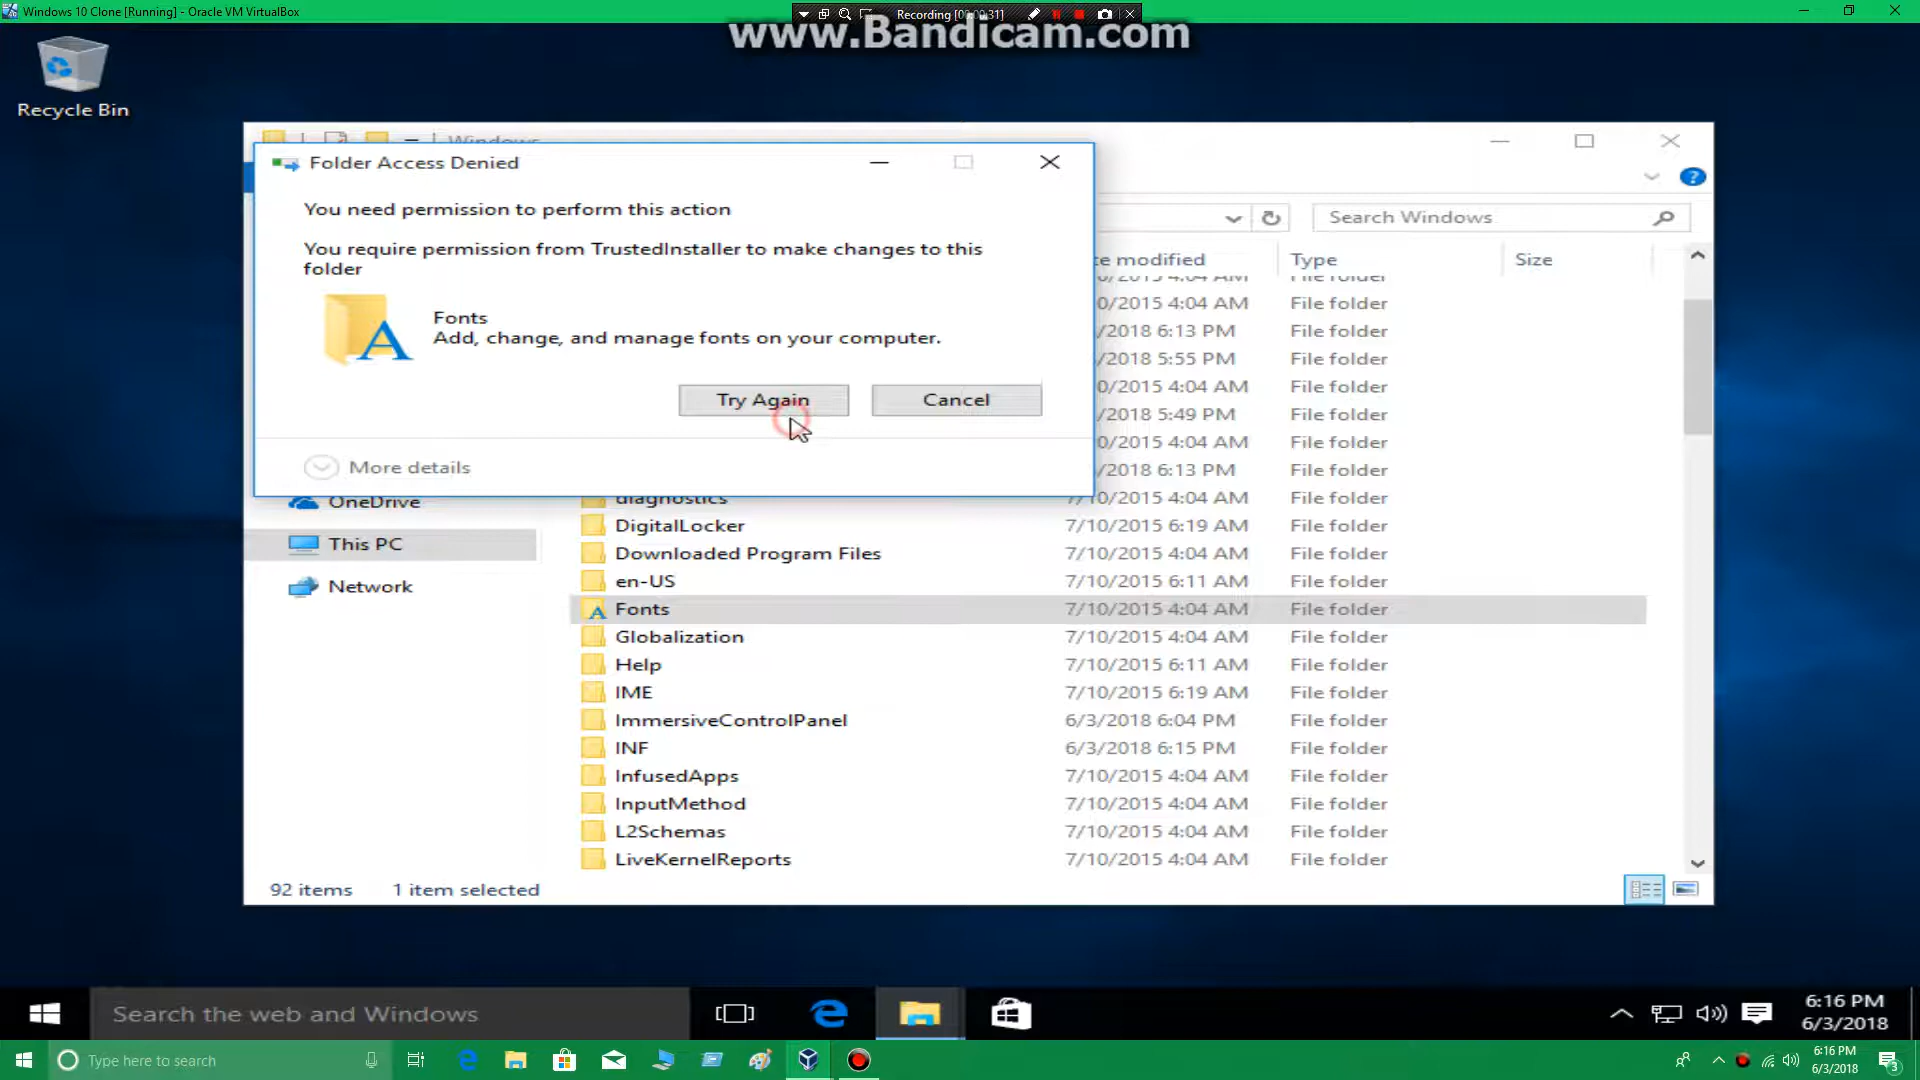 Windows 10 Clone [Running] - Oracle VM VirtualBox
Recording [00:00:31]
www.Bandicam.com
Recycle Bin
Windows
Folder Access Denied
You need permission to perform this action
You require permission from TrustedInstaller to make changes to this
folder
Fonts
Add, change, and manage fonts on your computer.
Try Again
Cancel
More details
Search Windows
te modified
Type
Size
0/2015 4:04 AM File folder
0/2015 4:04 AM File folder
/2018 6:13 PM File folder
/2018 5:55 PM File folder
0/2015 4:04 AM File folder
/2018 5:49 PM File folder
0/2015 4:04 AM File folder
/2018 6:13 PM File folder
OneDrive
This PC
Network
diagnostics 7/10/2015 4:04 AM File folder
DigitalLocker 7/10/2015 6:19 AM File folder
Downloaded Program Files 7/10/2015 4:04 AM File folder
en-US 7/10/2015 6:11 AM File folder
Fonts 7/10/2015 4:04 AM File folder
Globalization 7/10/2015 4:04 AM File folder
Help 7/10/2015 6:11 AM File folder
IME 7/10/2015 6:19 AM File folder
ImmersiveControlPanel 6/3/2018 6:04 PM File folder
INF 6/3/2018 6:15 PM File folder
InfusedApps 7/10/2015 4:04 AM File folder
InputMethod 7/10/2015 4:04 AM File folder
L2Schemas 7/10/2015 4:04 AM File folder
LiveKernelReports 7/10/2015 4:04 AM File folder
92 items 1 item selected
Search the web and Windows
6:16 PM
6/3/2018
Type here to search
6:16 PM
6/3/2018
3